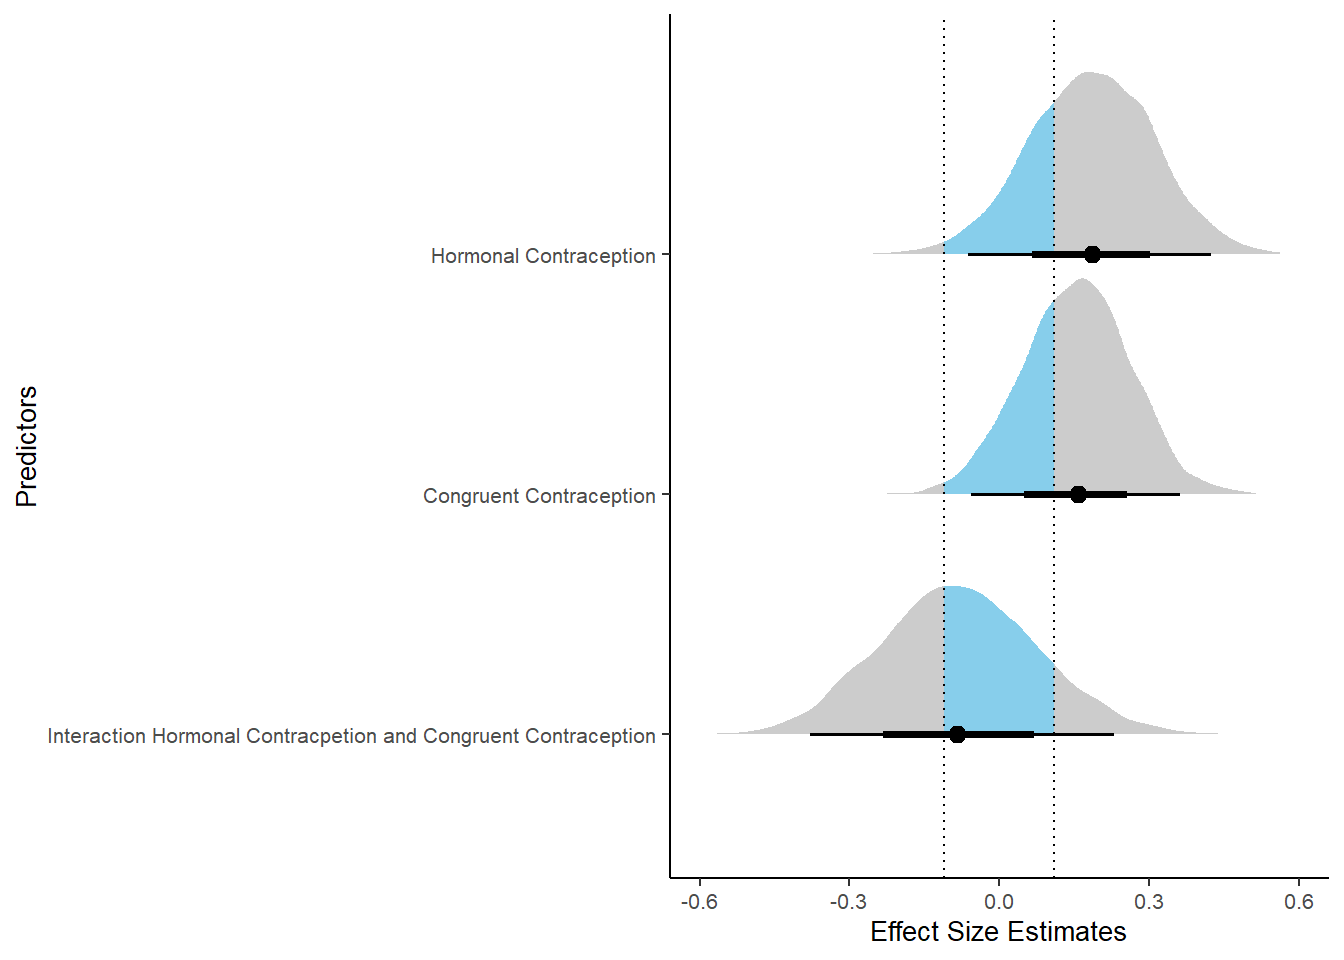 Hormonal Contraception
Congruent Contraception
Interaction Hormonal Contracpetion and Congruent Contraception
Predictors
-0.6 -0.3 0.0 0.3 0.6
Effect Size Estimates